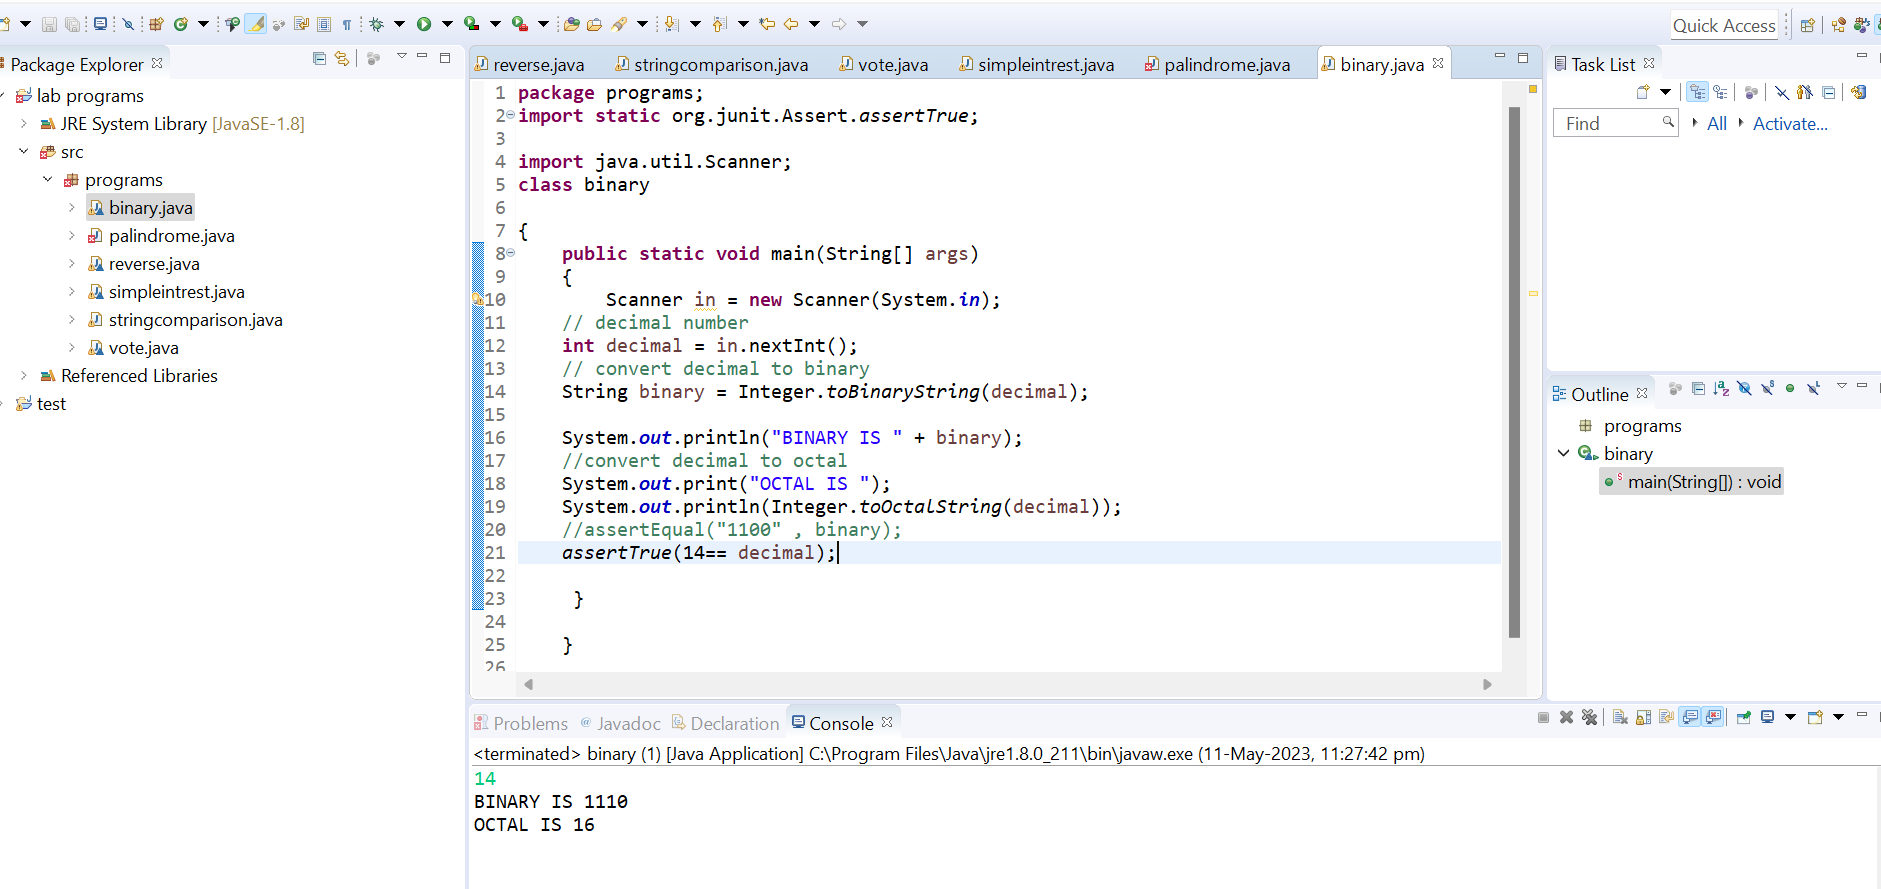 Quick Access
Package Explorer
lab programs
JRE System Library [JavaSE-1.8]
src
programs
binary.java
palindrome.java
reverse.java
simpleintrest.java
stringcomparison.java
vote.java
Referenced Libraries
test
reverse.java stringcomparison.java vote.java simpleintrest.java palindrome.java binary.java
1 package programs;
2 import static org.junit.Assert.assertTrue;
3
4 import java.util.Scanner;
5 class binary
6
7 {
8 public static void main(String[] args)
9 {
10 Scanner in = new Scanner(System.in);
11 // decimal number
12 int decimal = in.nextInt();
13 // convert decimal to binary
14 String binary = Integer.toBinaryString(decimal);
15
16 System.out.println("BINARY IS " + binary);
17 //convert decimal to octal
18 System.out.print("OCTAL IS ");
19 System.out.println(Integer.toOctalString(decimal));
20 //assertEqual("1100" , binary);
21 assertTrue(14== decimal);
22
23 }
24
25 }
26
Task List
Find All Activate...
Outline
programs
binary
main(String[]) : void
Problems Javadoc Declaration Console
<terminated> binary (1) [Java Application] C:\Program Files\Java\jre1.8.0_211\bin\javaw.exe (11-May-2023, 11:27:42 pm)
14
BINARY IS 1110
OCTAL IS 16